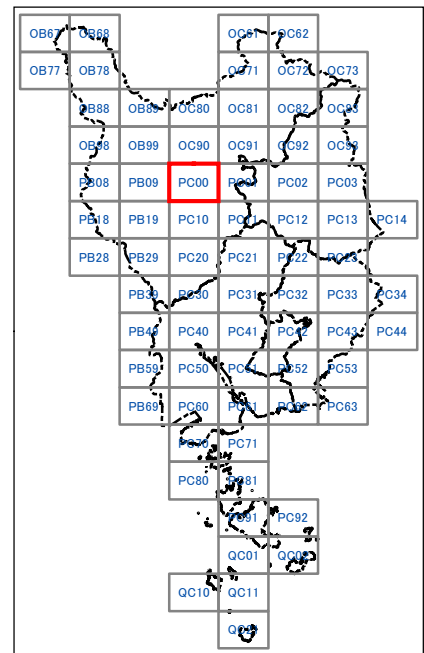 OB67 OB68 OC61 OC62
OB77 OB78 OC71 OC72 OC73
OB88 OB89 OC80 OC81 OC82 OC83
OB98 OB99 OC90 OC91 OC92 OC93
PB08 PB09 PC00 PC01 PC02 PC03
PB18 PB19 PC10 PC11 PC12 PC13 PC14
PB28 PB29 PC20 PC21 PC22 PC23
PB39 PC30 PC31 PC32 PC33 PC34
PB49 PC40 PC41 PC42 PC43 PC44
PB59 PC50 PC51 PC52 PC53
PB69 PC60 PC61 PC62 PC63
PC70 PC71
PC80 PC81
PC91 PC92
QC01 QC02
QC10 QC11
QC21